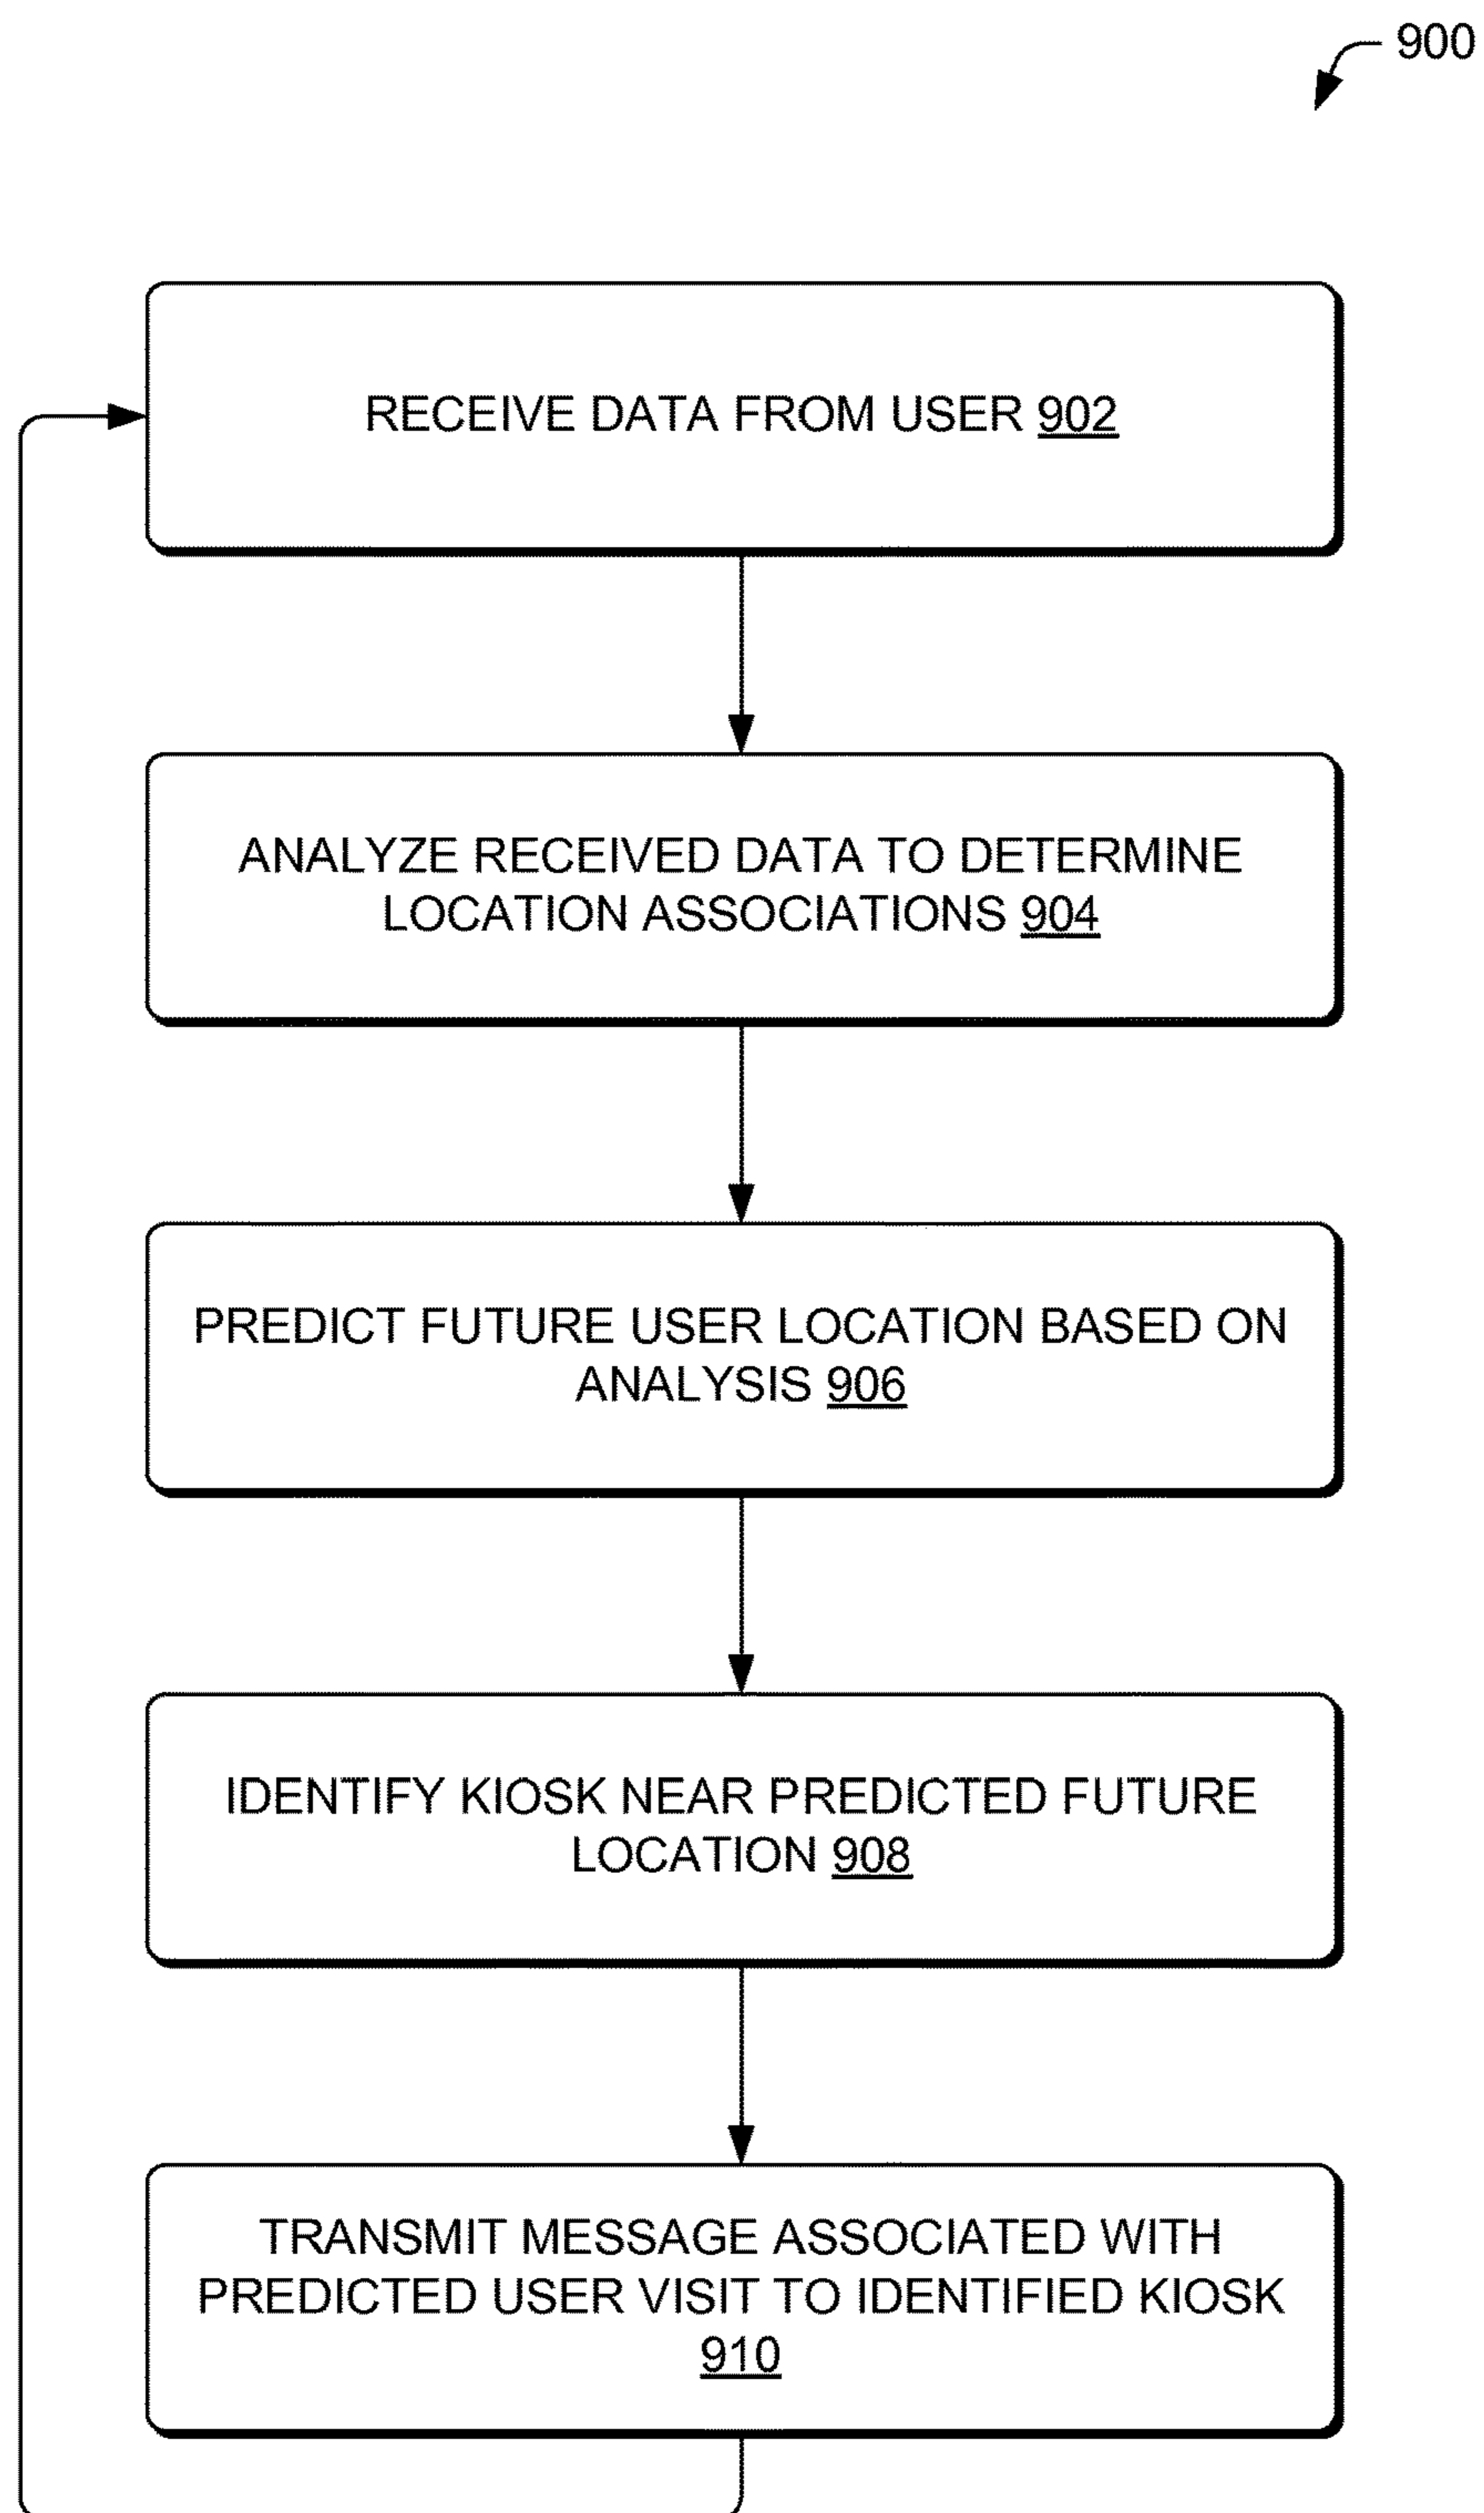 900
RECEIVE DATA FROM USER 902
ANALYZE RECEIVED DATA TO DETERMINE
LOCATION ASSOCIATIONS 904
PREDICT FUTURE USER LOCATION BASED ON
ANALYSIS 906
IDENTIFY KIOSK NEAR PREDICTED FUTURE
LOCATION 908
TRANSMIT MESSAGE ASSOCIATED WITH
PREDICTED USER VISIT TO IDENTIFIED KIOSK
910